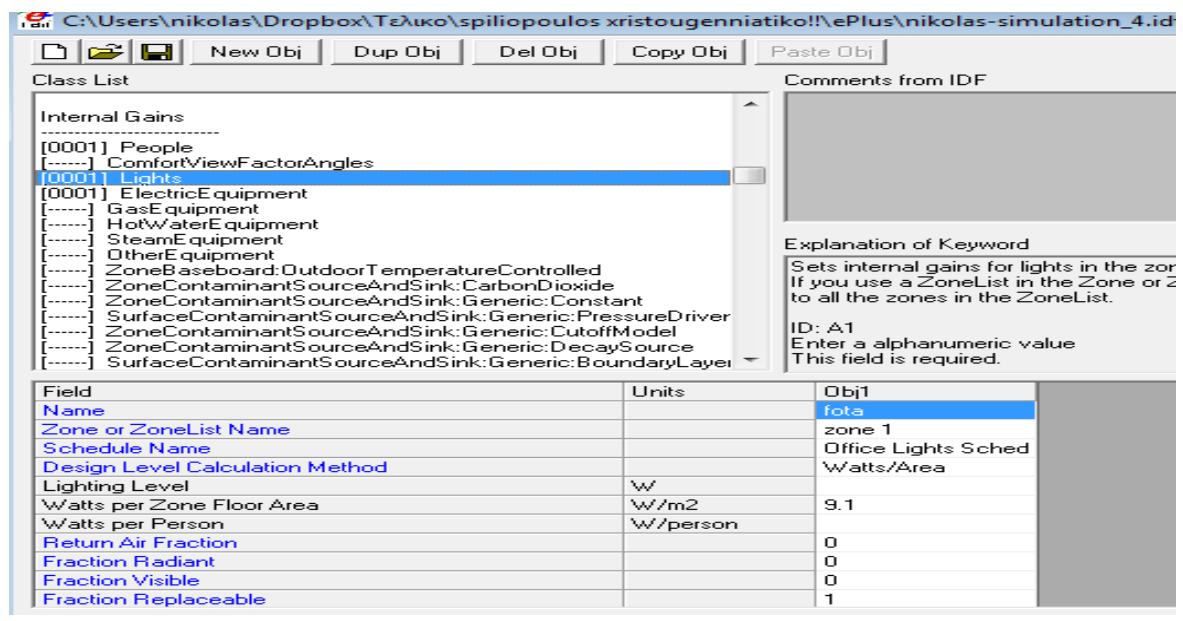 C:\Users\nikolas\Dropbox\Τελικο\spiliopoulos xristougenniatiko!!\ePlus\nikolas-simulation_4.id
New Obj Dup Obj Del Obj Copy Obj Paste Obj
Class List
Internal Gains
----------------------------
[0001] People
[------] ComfortViewFactorAngles
[0001] Lights
[0001] ElectricEquipment
[------] GasEquipment
[------] HotWaterEquipment
[------] SteamEquipment
[------] OtherEquipment
[------] ZoneBaseboard:OutdoorTemperatureControlled
[------] ZoneContaminantSourceAndSink:CarbonDioxide
[------] ZoneContaminantSourceAndSink:Generic:Constant
[------] SurfaceContaminantSourceAndSink:Generic:PressureDriver
[------] ZoneContaminantSourceAndSink:Generic:CutoffModel
[------] ZoneContaminantSourceAndSink:Generic:DecaySource
[------] SurfaceContaminantSourceAndSink:Generic:BoundaryLayer
Comments from IDF
Explanation of Keyword
Sets internal gains for lights in the zon
If you use a ZoneList in the Zone or Z
to all the zones in the ZoneList.
ID: A1
Enter a alphanumeric value
This field is required.
Field Units Obj1
Name fota
Zone or ZoneList Name zone 1
Schedule Name Office Lights Sched
Design Level Calculation Method Watts/Area
Lighting Level W
Watts per Zone Floor Area W/m2 9.1
Watts per Person W/person
Return Air Fraction 0
Fraction Radiant 0
Fraction Visible 0
Fraction Replaceable 1